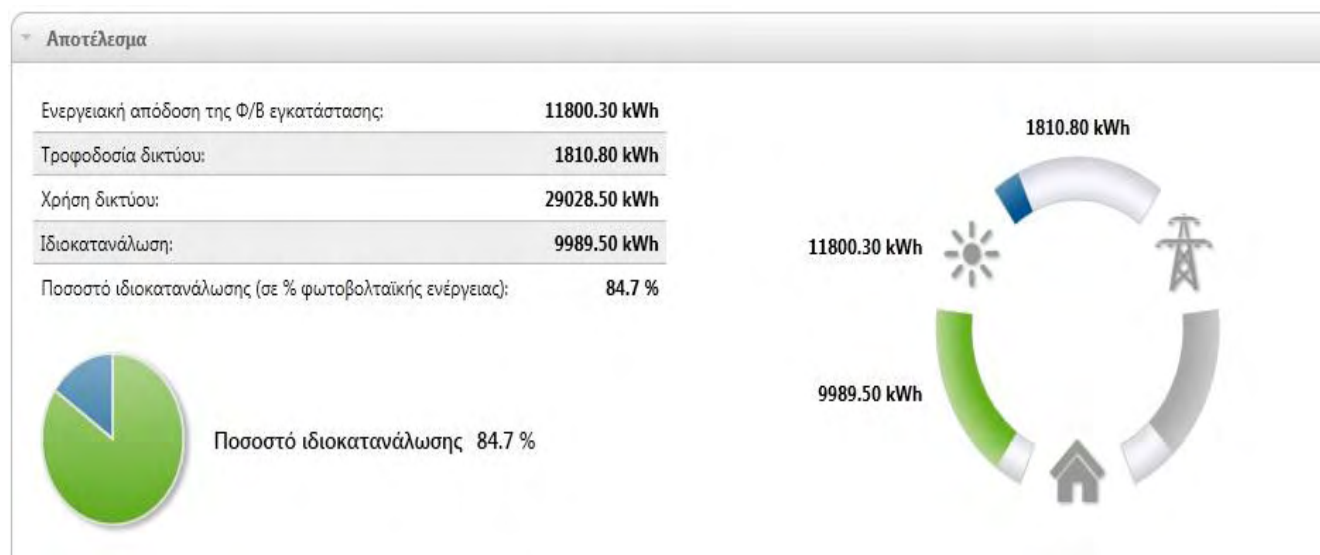 Αποτέλεσμα
Ενεργειακή απόδοση της Φ/Β εγκατάστασης: 11800.30 kWh
Τροφοδοσία δικτύου: 1810.80 kWh
Χρήση δικτύου: 29028.50 kWh
Ιδιοκατανάλωση: 9989.50 kWh
Ποσοστό ιδιοκατανάλωσης (σε % φωτοβολταϊκής ενέργειας): 84.7 %
Ποσοστό ιδιοκατανάλωσης 84.7 %
1810.80 kWh
11800.30 kWh
9989.50 kWh